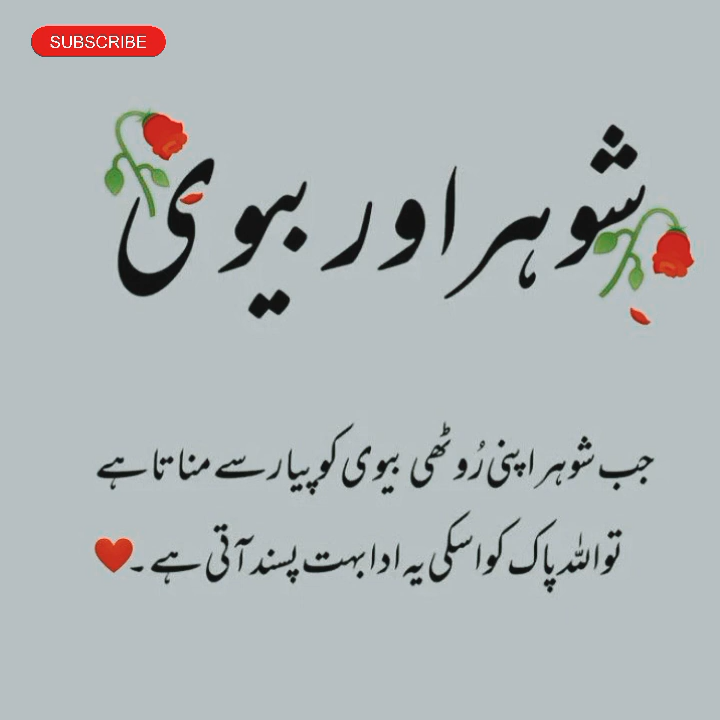 SUBSCRIBE
شوہر اور بیوی
جب شوہر اپنی رُوٹھی بیوی کو پیار سے مناتا ہے
تو اللہ پاک کو اسکی یہ ادا بہت پسند آتی ہے ۔❤️